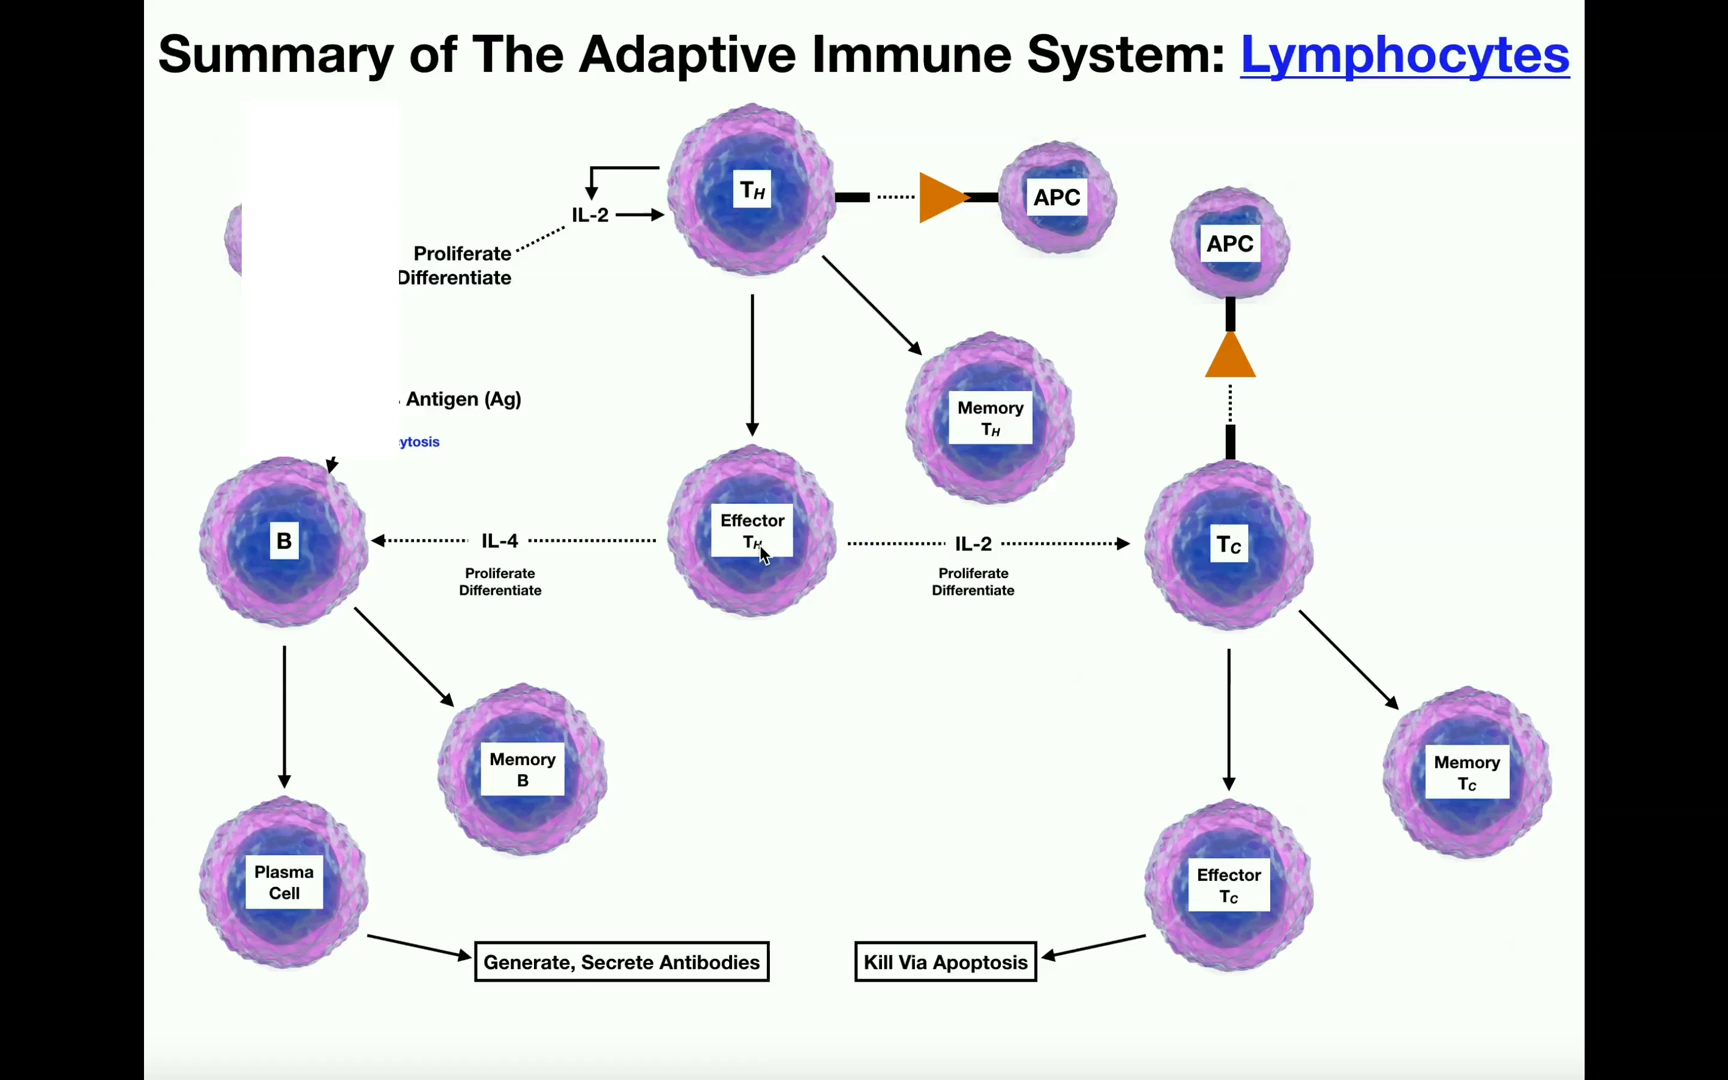 Summary of The Adaptive Immune System: Lymphocytes
TH
APC
APC
IL-2
Proliferate
Differentiate
Memory
TH
Antigen (Ag)
cytosis
B
IL-4
Proliferate
Differentiate
Effector
TH
IL-2
Proliferate
Differentiate
TC
Memory
B
Memory
TC
Plasma
Cell
Effector
TC
Generate, Secrete Antibodies
Kill Via Apoptosis